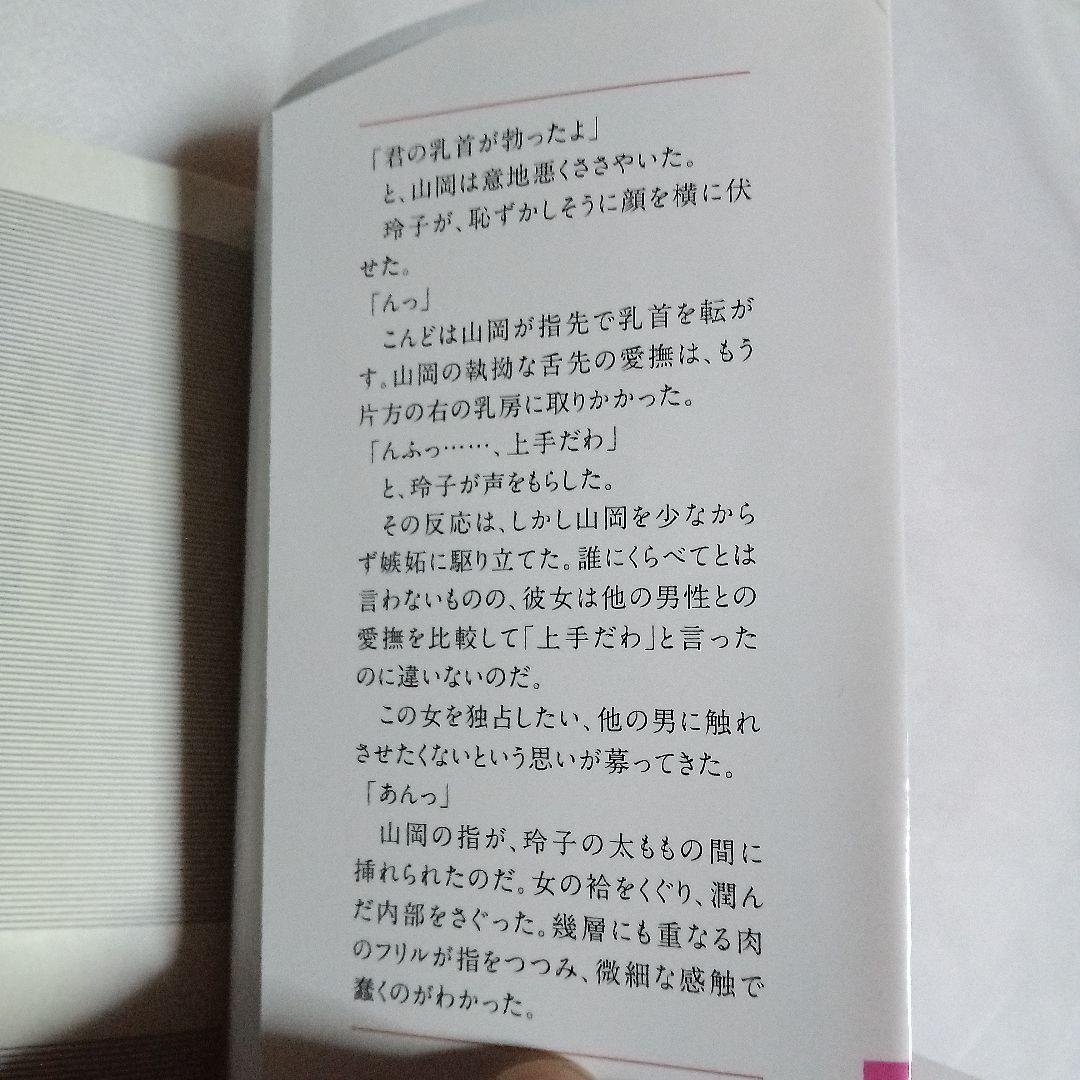 「君の乳首が勃ったよ」
と、山岡は意地悪くささやいた。
玲子が、恥ずかしそうに顔を横に伏
せた。
「んっ」
こんどは山岡が指先で乳首を転が
す。山岡の執拗な舌先の愛撫は、もう
片方の右の乳房に取りかかった。
「んふっ……、上手だわ」
と、玲子が声をもらした。
その反応は、しかし山岡を少なから
ず嫉妬に駆り立てた。誰にくらべてとは
言わないものの、彼女は他の男性との
愛撫を比較して「上手だわ」と言った
のに違いないのだ。
この女を独占したい、他の男に触れ
させたくないという思いが募ってきた。
「あんっ」
山岡の指が、玲子の太ももの間に
挿れられたのだ。女の袷をくぐり、潤ん
だ内部をさぐった。幾層にも重なる肉
のフリルが指をつつみ、微細な感触で
蠢くのがわかった。